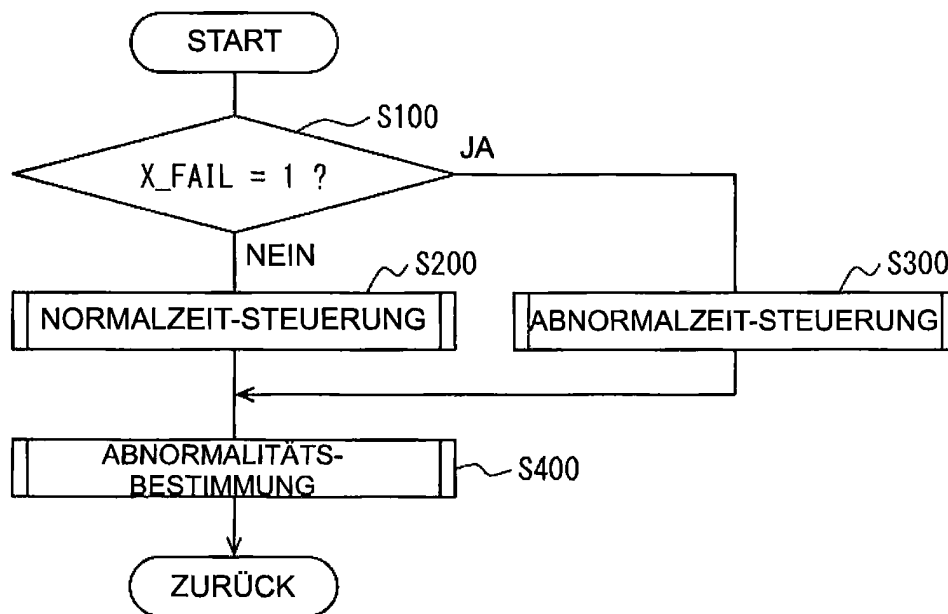 START
S100
X_FAIL = 1 ?
JA
NEIN
S200
S300
NORMALZEIT-STEUERUNG
ABNORMALZEIT-STEUERUNG
ABNORMALITÄTS-
BESTIMMUNG
S400
ZURÜCK